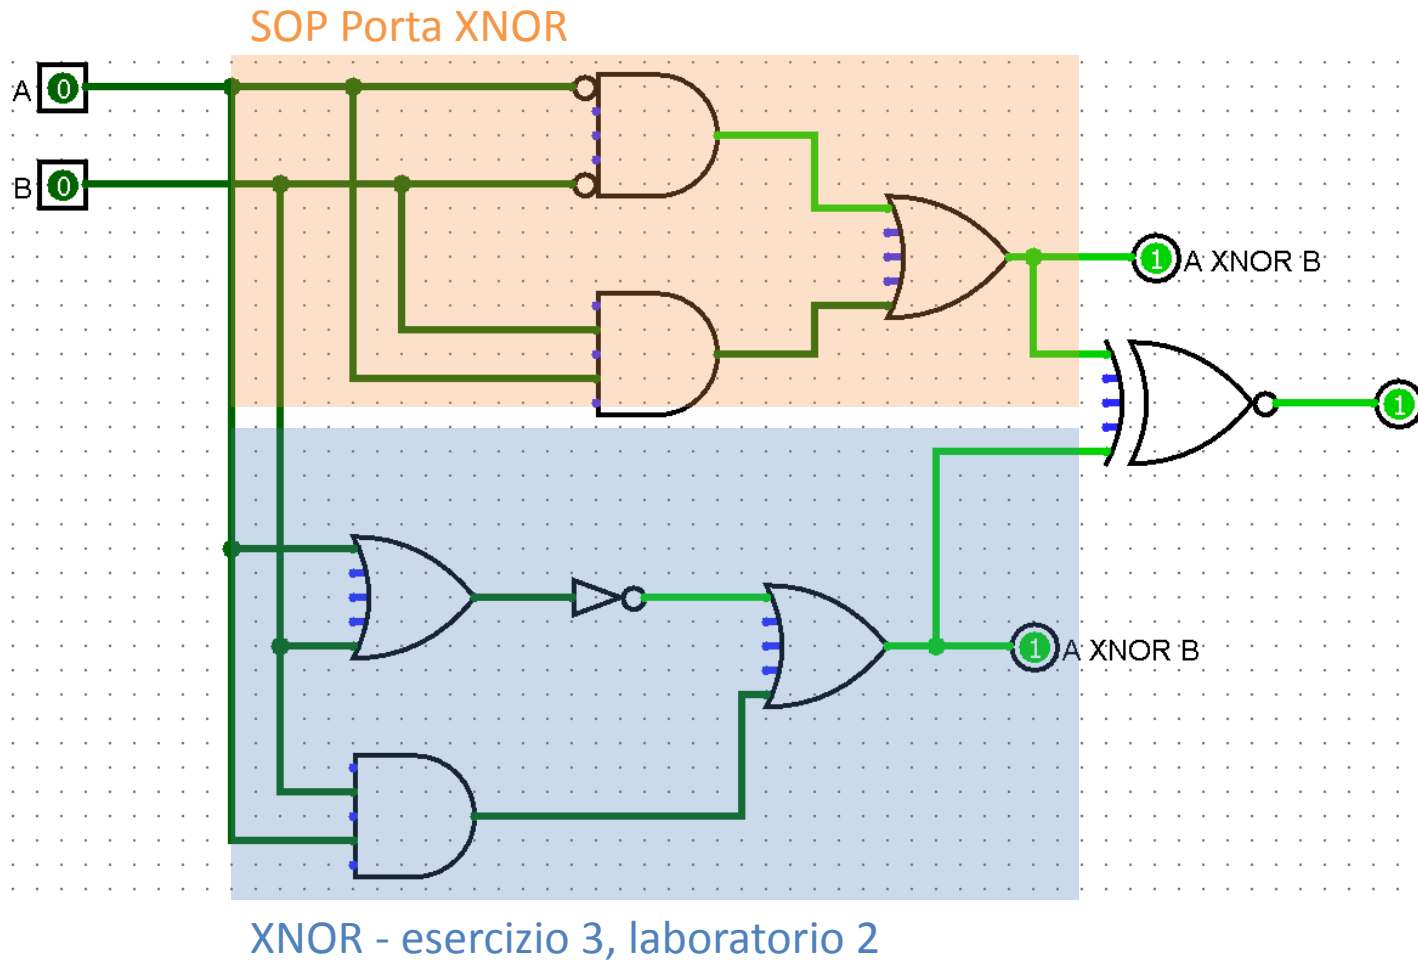 SOP Porta XNOR
A 0
B 0
1 A XNOR B
1
1 A XNOR B
XNOR - esercizio 3, laboratorio 2